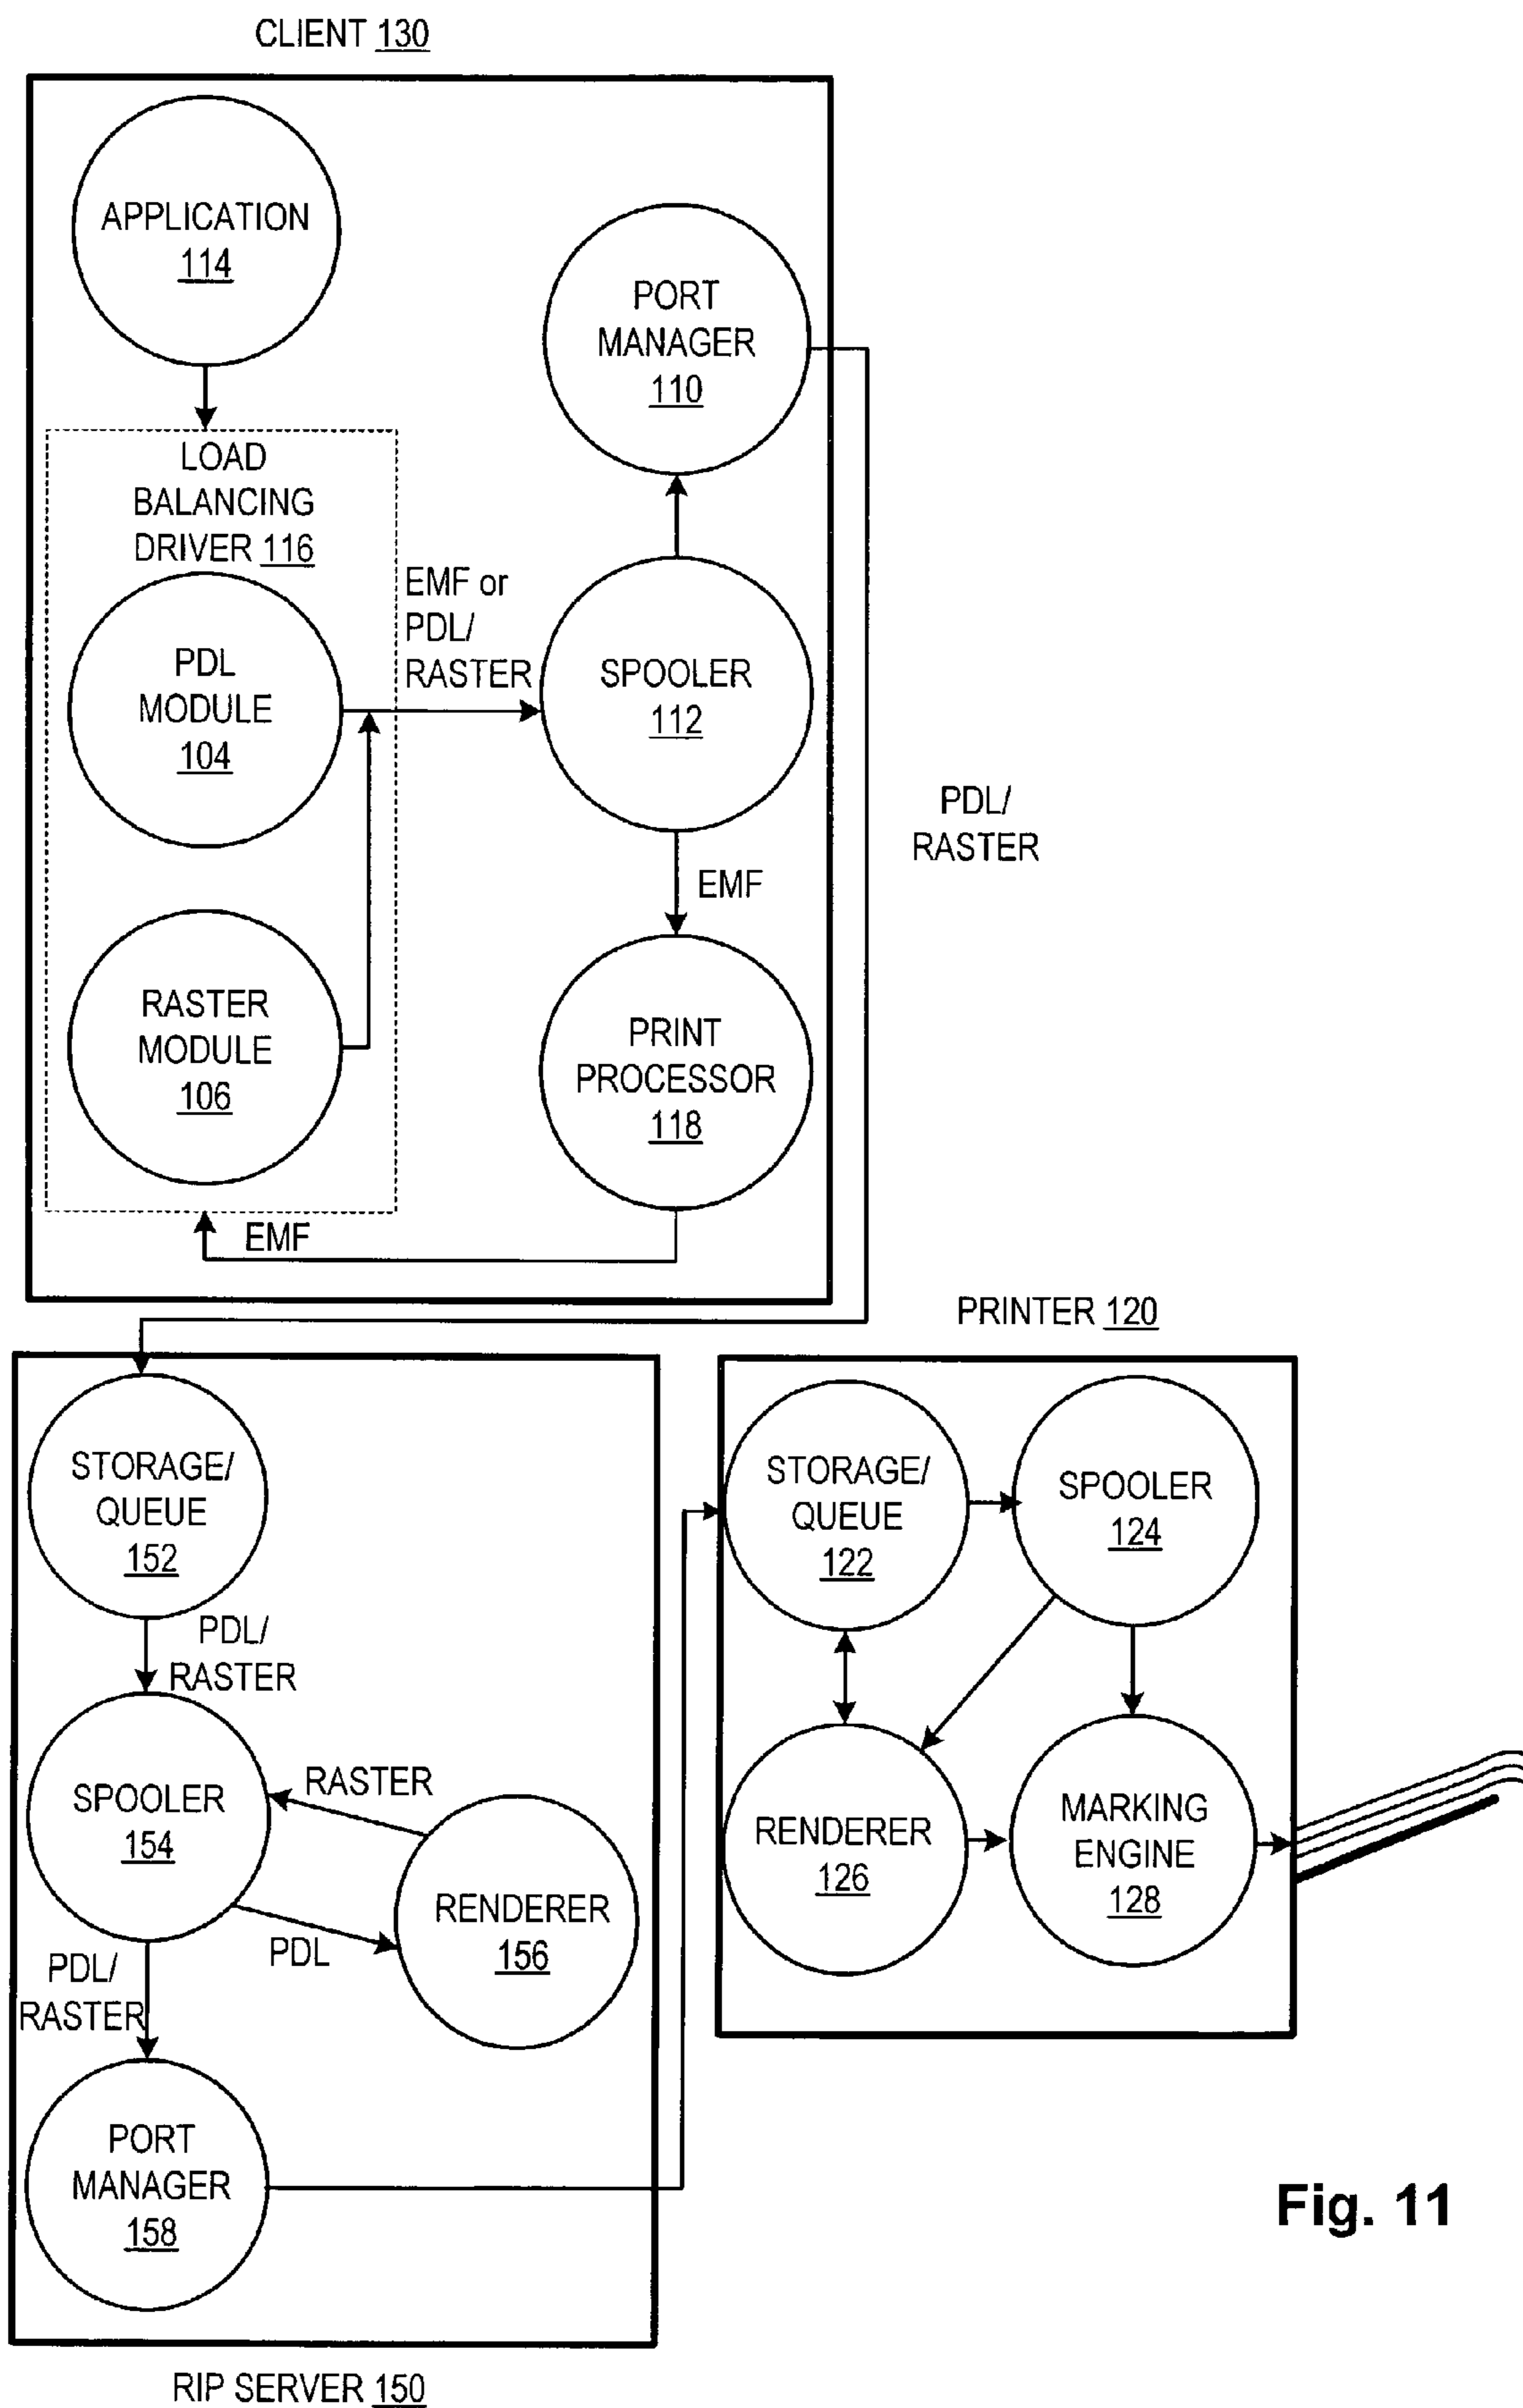 CLIENT 130
APPLICATION
114
PORT
MANAGER
110
LOAD
BALANCING
DRIVER 116
EMF or
PDL/
RASTER
PDL
MODULE
104
SPOOLER
112
PDL/
RASTER
EMF
RASTER
MODULE
106
PRINT
PROCESSOR
118
EMF
PRINTER 120
STORAGE/
QUEUE
152
STORAGE/
QUEUE
122
SPOOLER
124
PDL/
RASTER
SPOOLER
154
RASTER
RENDERER
156
PDL
RENDERER
126
MARKING
ENGINE
128
PDL/
RASTER
PORT
MANAGER
158
Fig. 11
RIP SERVER 150